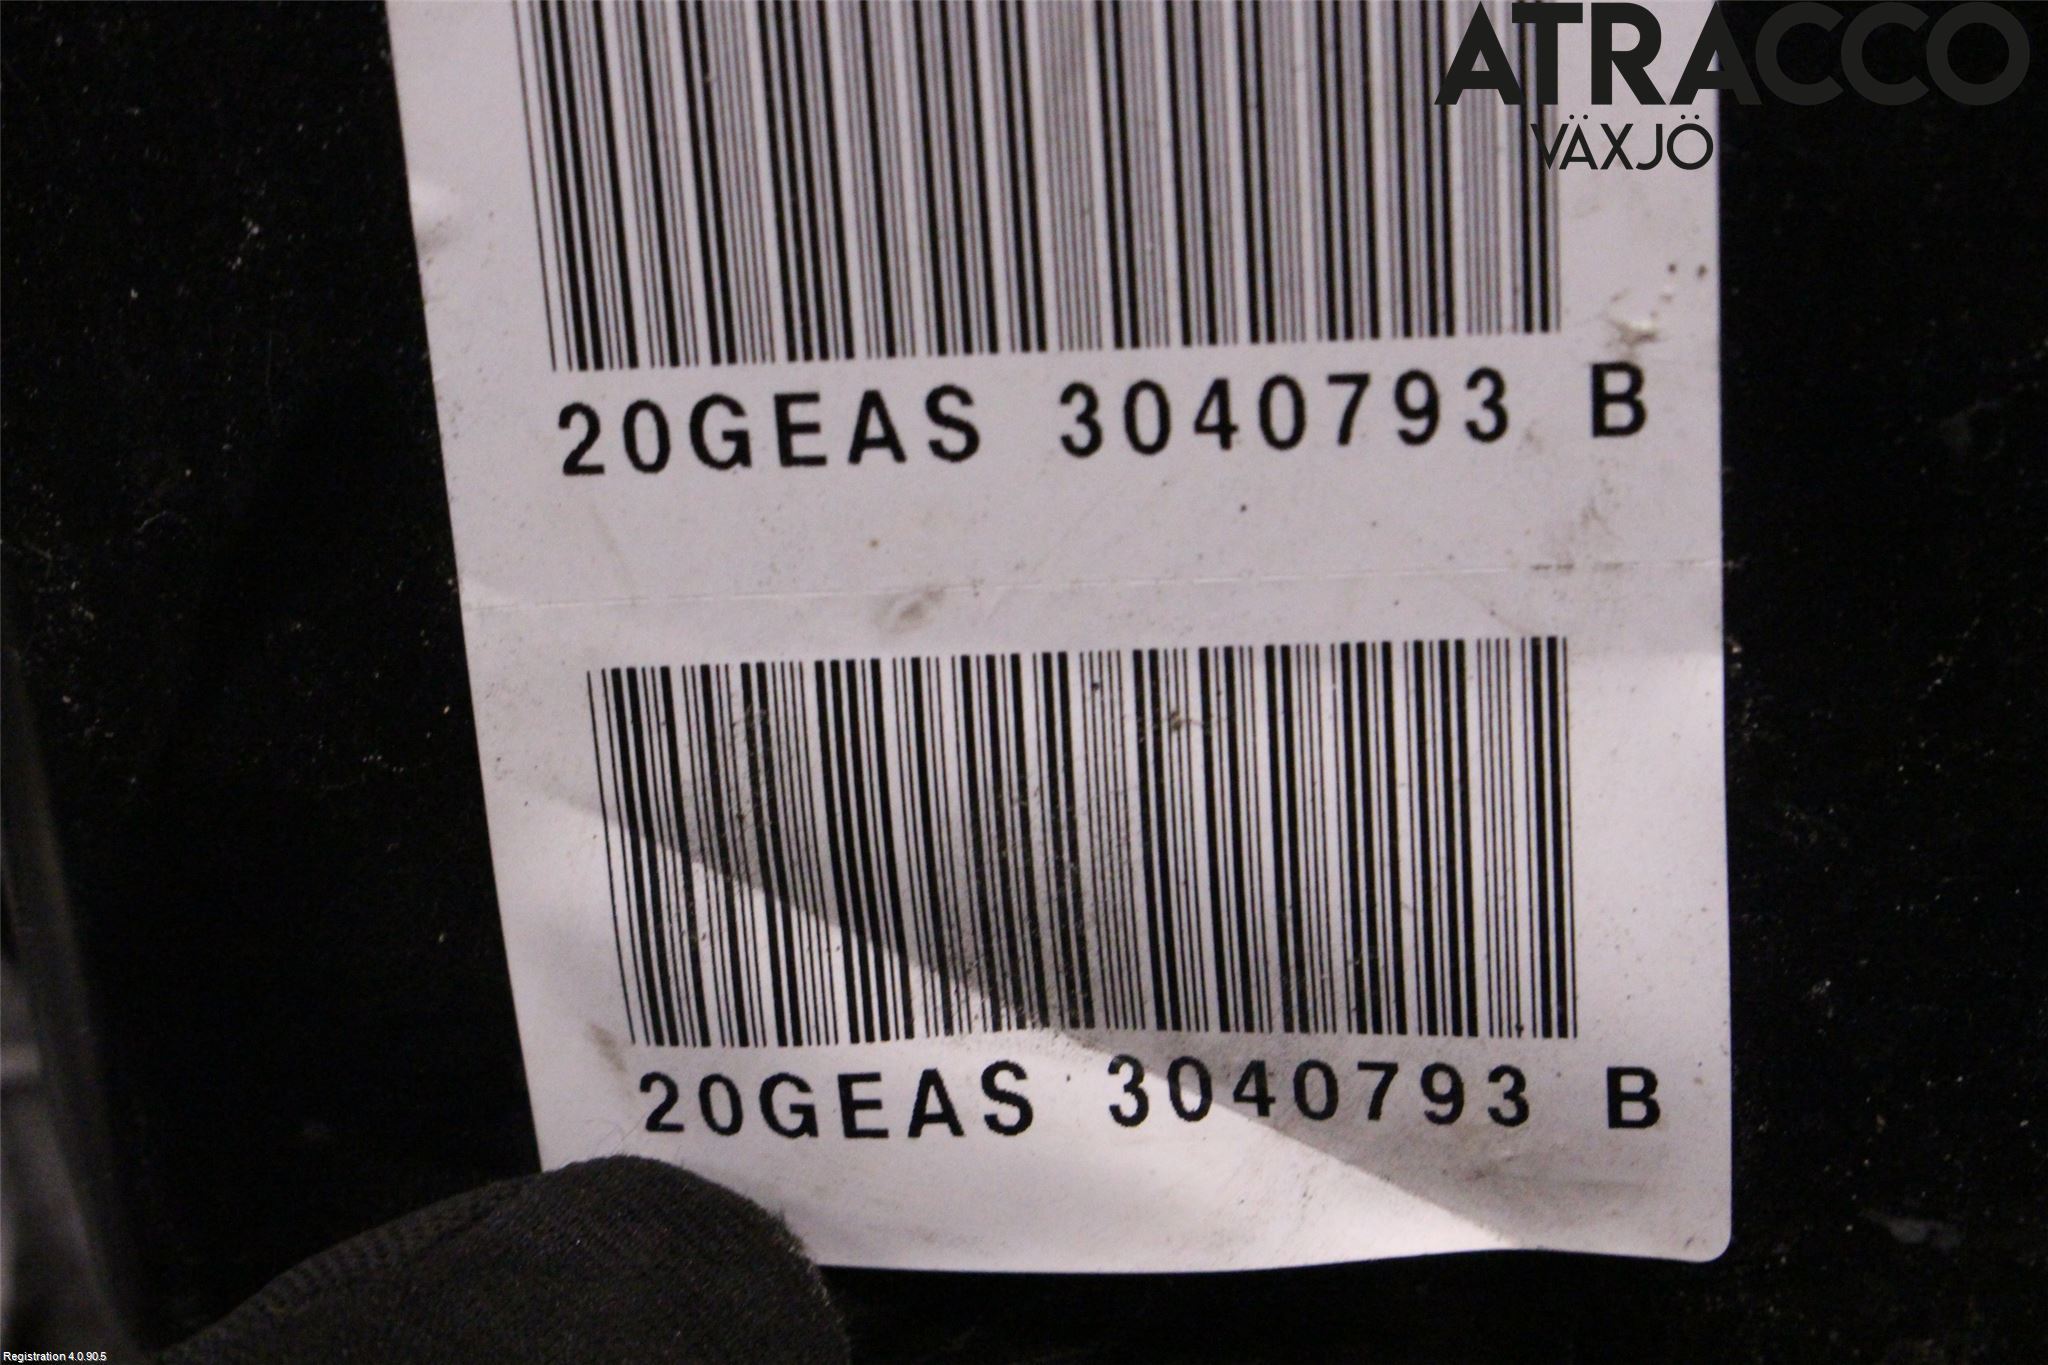 ATRACCO
VÄXJÖ
20GEAS 3040793 B
20GEAS 3040793 B
Registration 4.0.90.5